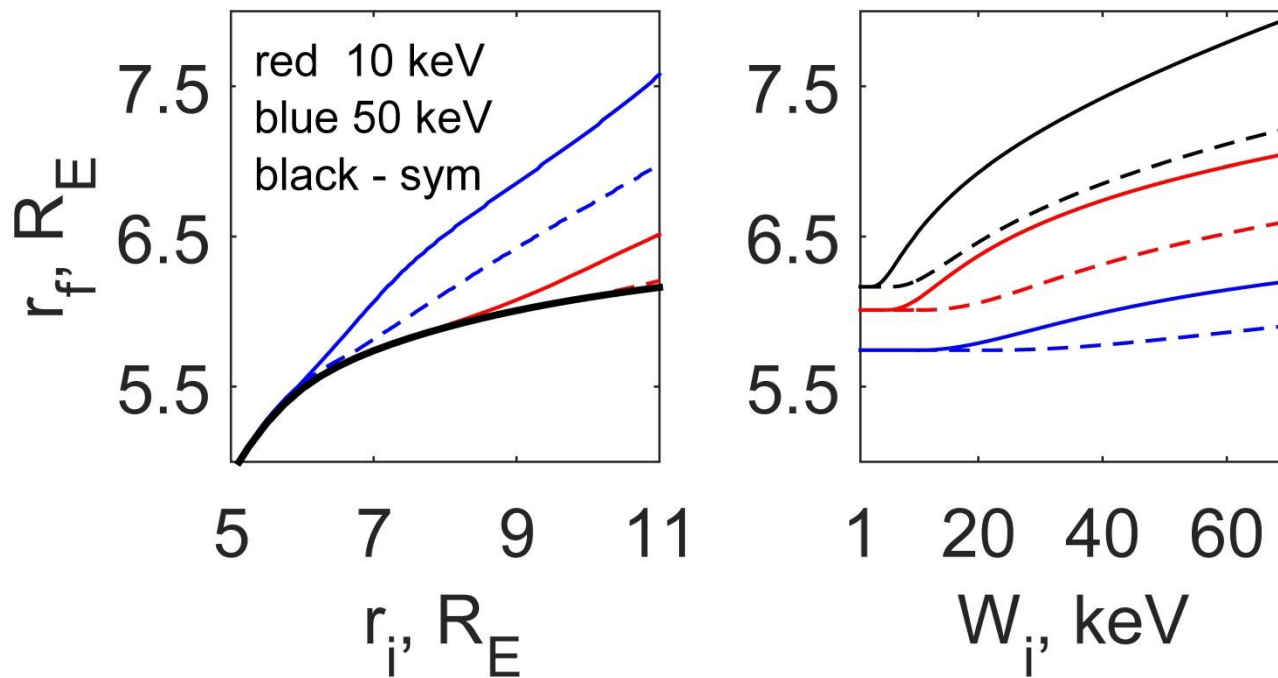 red 10 keV
blue 50 keV
black - sym
r_f, R_E
7.5
6.5
5.5
5 7 9 11
r_i, R_E
7.5
6.5
5.5
1 20 40 60
W_i, keV